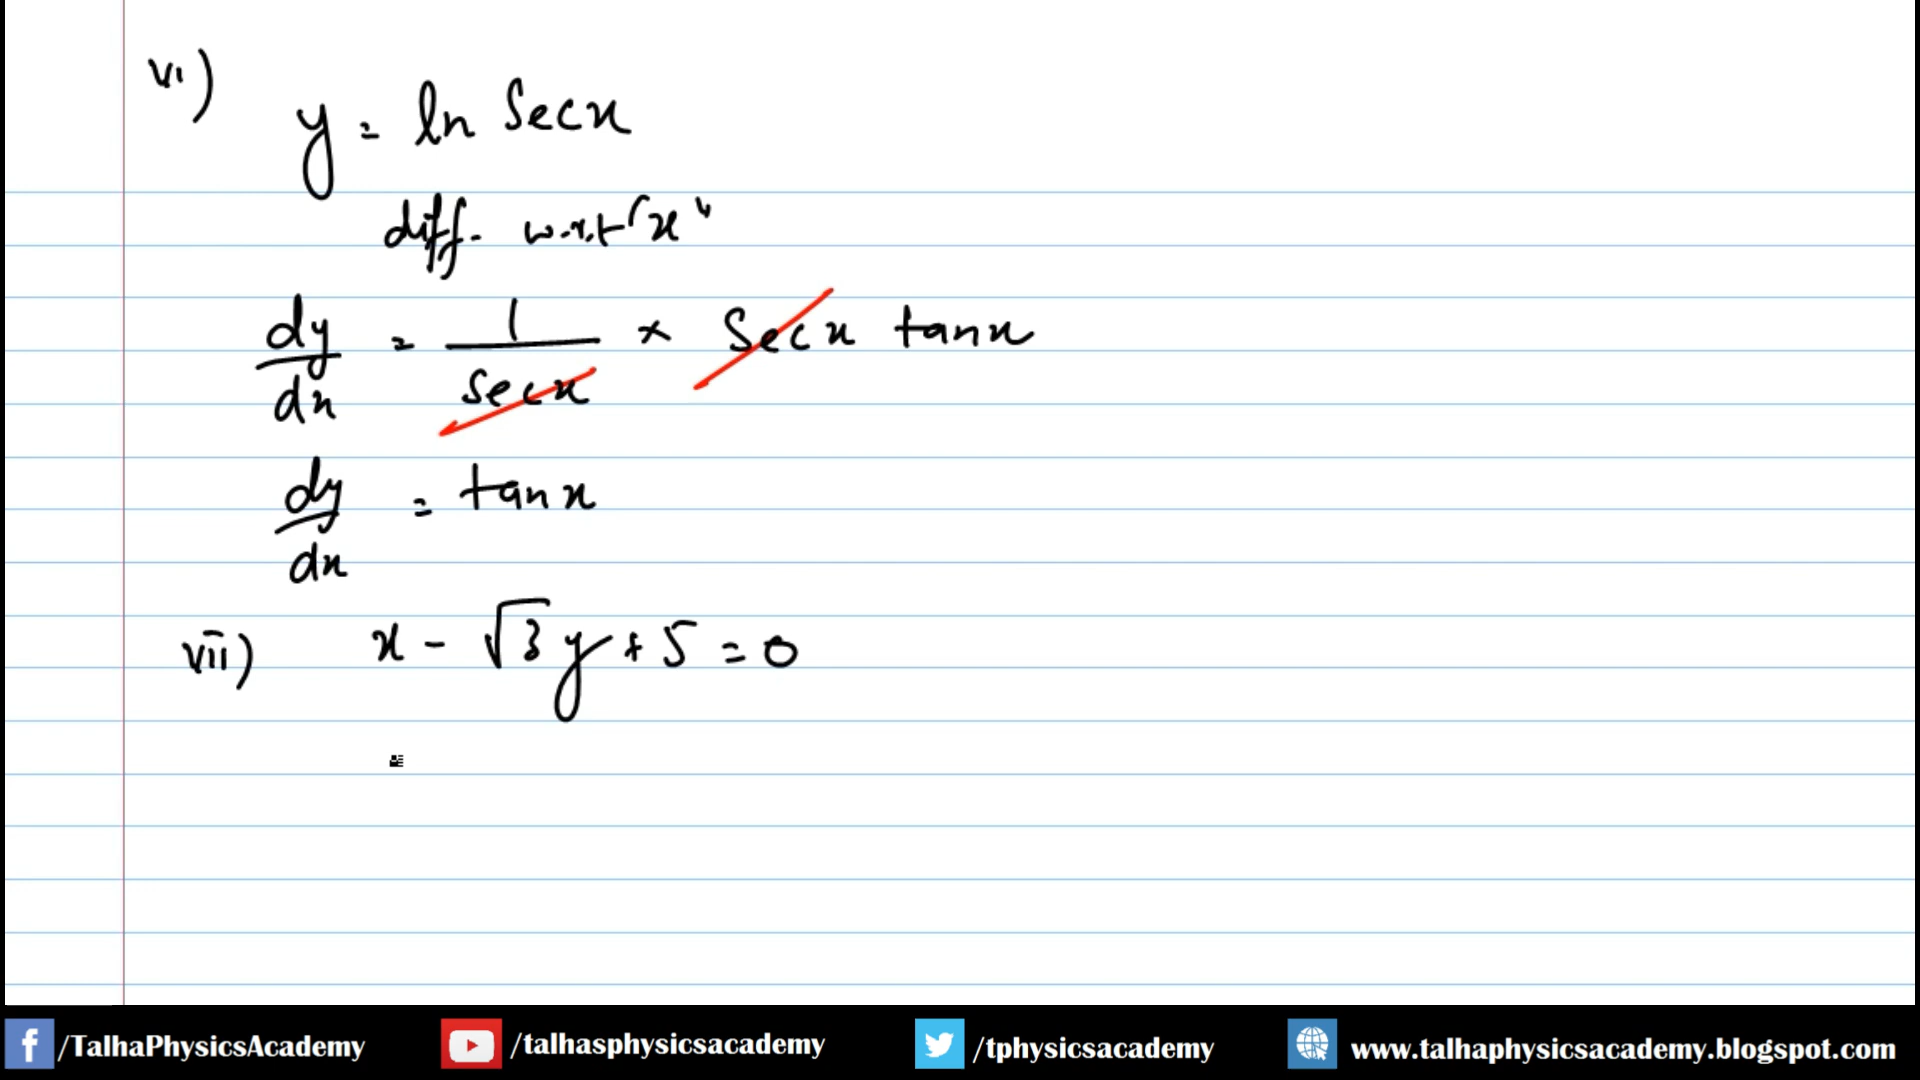 vi)
y = ln Secx
diff. w.r.t "x"
dy/dx = 1/secx × Secx tanx
dy/dx = tanx
vii) x - √3 y + 5 = 0
/TalhaPhysicsAcademy /talhasphysicsacademy /tphysicsacademy www.talhaphysicsacademy.blogspot.com